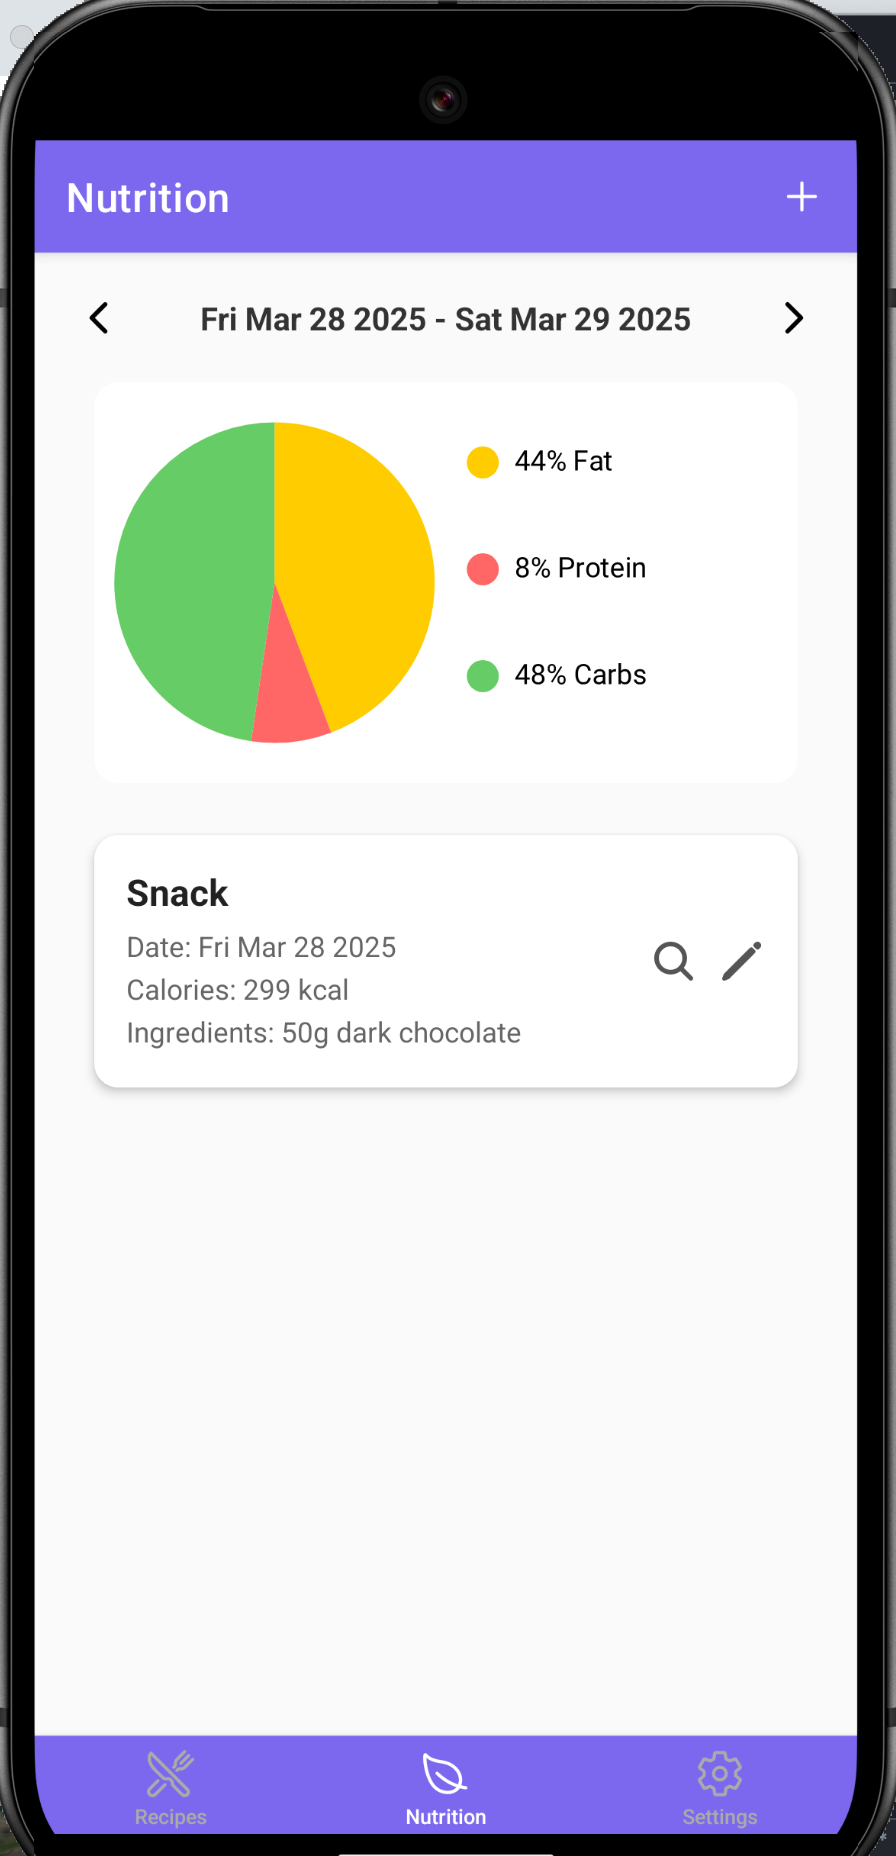 Nutrition
Fri Mar 28 2025 - Sat Mar 29 2025
44% Fat
8% Protein
48% Carbs
Snack
Date: Fri Mar 28 2025
Calories: 299 kcal
Ingredients: 50g dark chocolate
Recipes
Nutrition
Settings